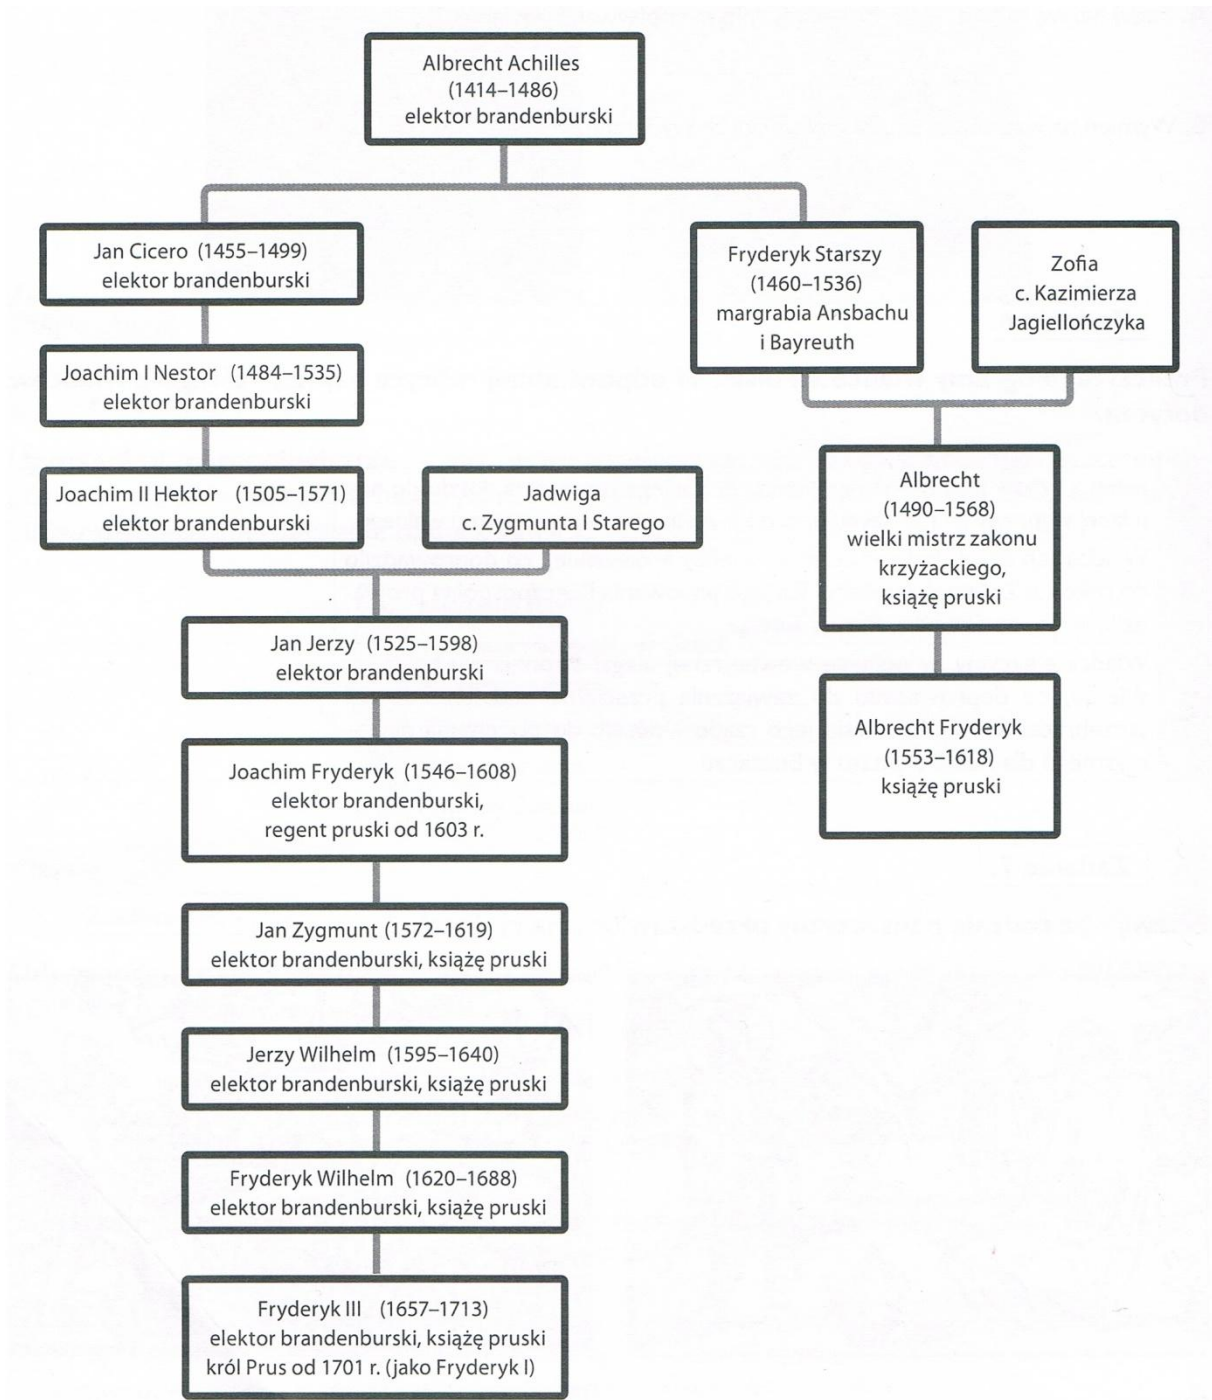 Albrecht Achilles
(1414–1486)
elektor brandenburski
Jan Cicero (1455–1499)
elektor brandenburski
Fryderyk Starszy
(1460–1536)
margrabia Ansbachu
i Bayreuth
Zofia
c. Kazimierza
Jagiellończyka
Joachim I Nestor (1484–1535)
elektor brandenburski
Joachim II Hektor (1505–1571)
elektor brandenburski
Jadwiga
c. Zygmunta I Starego
Albrecht
(1490–1568)
wielki mistrz zakonu
krzyżackiego,
książę pruski
Jan Jerzy (1525–1598)
elektor brandenburski
Albrecht Fryderyk
(1553–1618)
książę pruski
Joachim Fryderyk (1546–1608)
elektor brandenburski,
regent pruski od 1603 r.
Jan Zygmunt (1572–1619)
elektor brandenburski, książę pruski
Jerzy Wilhelm (1595–1640)
elektor brandenburski, książę pruski
Fryderyk Wilhelm (1620–1688)
elektor brandenburski, książę pruski
Fryderyk III (1657–1713)
elektor brandenburski, książę pruski
król Prus od 1701 r. (jako Fryderyk I)